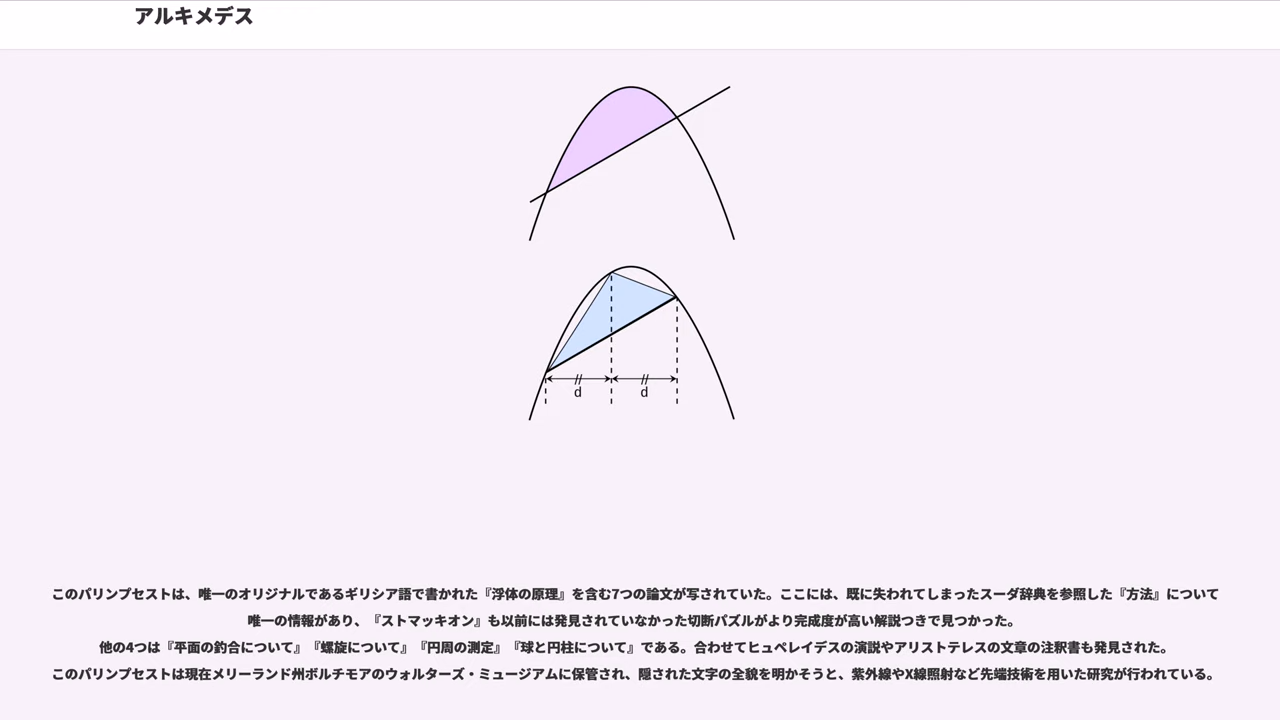 アルキメデス
d
d
このパリンプセストは、唯一のオリジナルであるギリシア語で書かれた『浮体の原理』を含む7つの論文が写されていた。ここには、既に失われてしまったスーダ辞典を参照した『方法』について
唯一の情報があり、『ストマッキオン』も以前には発見されていなかった切断パズルがより完成度が高い解説つきで見つかった。
他の4つは『平面の釣合について』『螺旋について』『円周の測定』『球と円柱について』である。合わせてヒュペレイデスの演説やアリストテレスの文章の注釈書も発見された。
このパリンプセストは現在メリーランド州ボルチモアのウォルターズ・ミュージアムに保管され、隠された文字の全貌を明かそうと、紫外線やX線照射など先端技術を用いた研究が行われている。